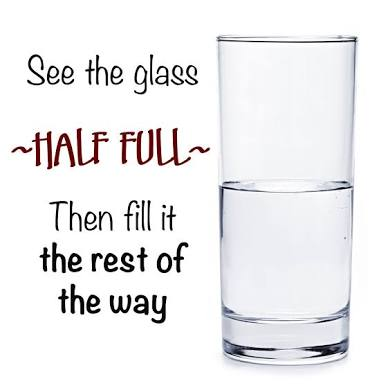 See the glass
~HALF FULL~
Then fill it
the rest of
the way